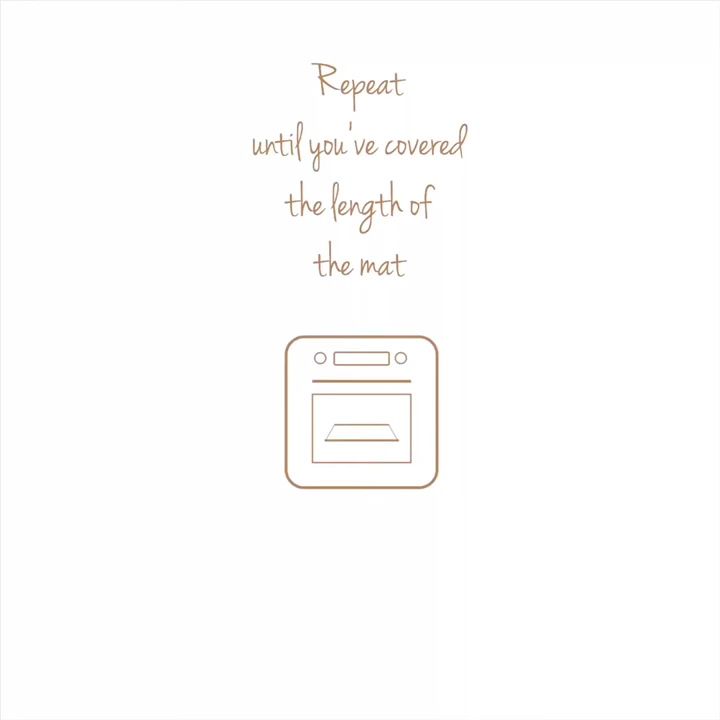 Repeat
until you've covered
the length of
the mat